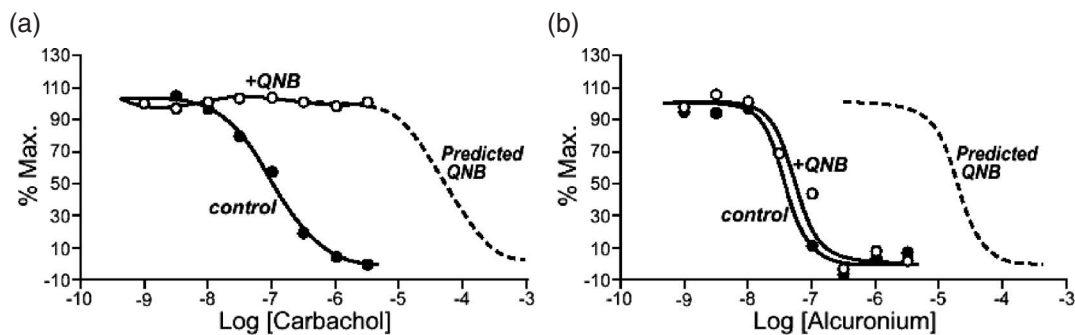 (a)
130
110
90
70
50
30
10
-10
% Max.
+QNB
control
Predicted
QNB
-10
-9
-8
-7
-6
-5
-4
-3
Log [Carbachol]
(b)
130
110
90
70
50
30
10
-10
% Max.
+QNB
control
Predicted
QNB
-10
-9
-8
-7
-6
-5
-4
-3
Log [Alcuronium]